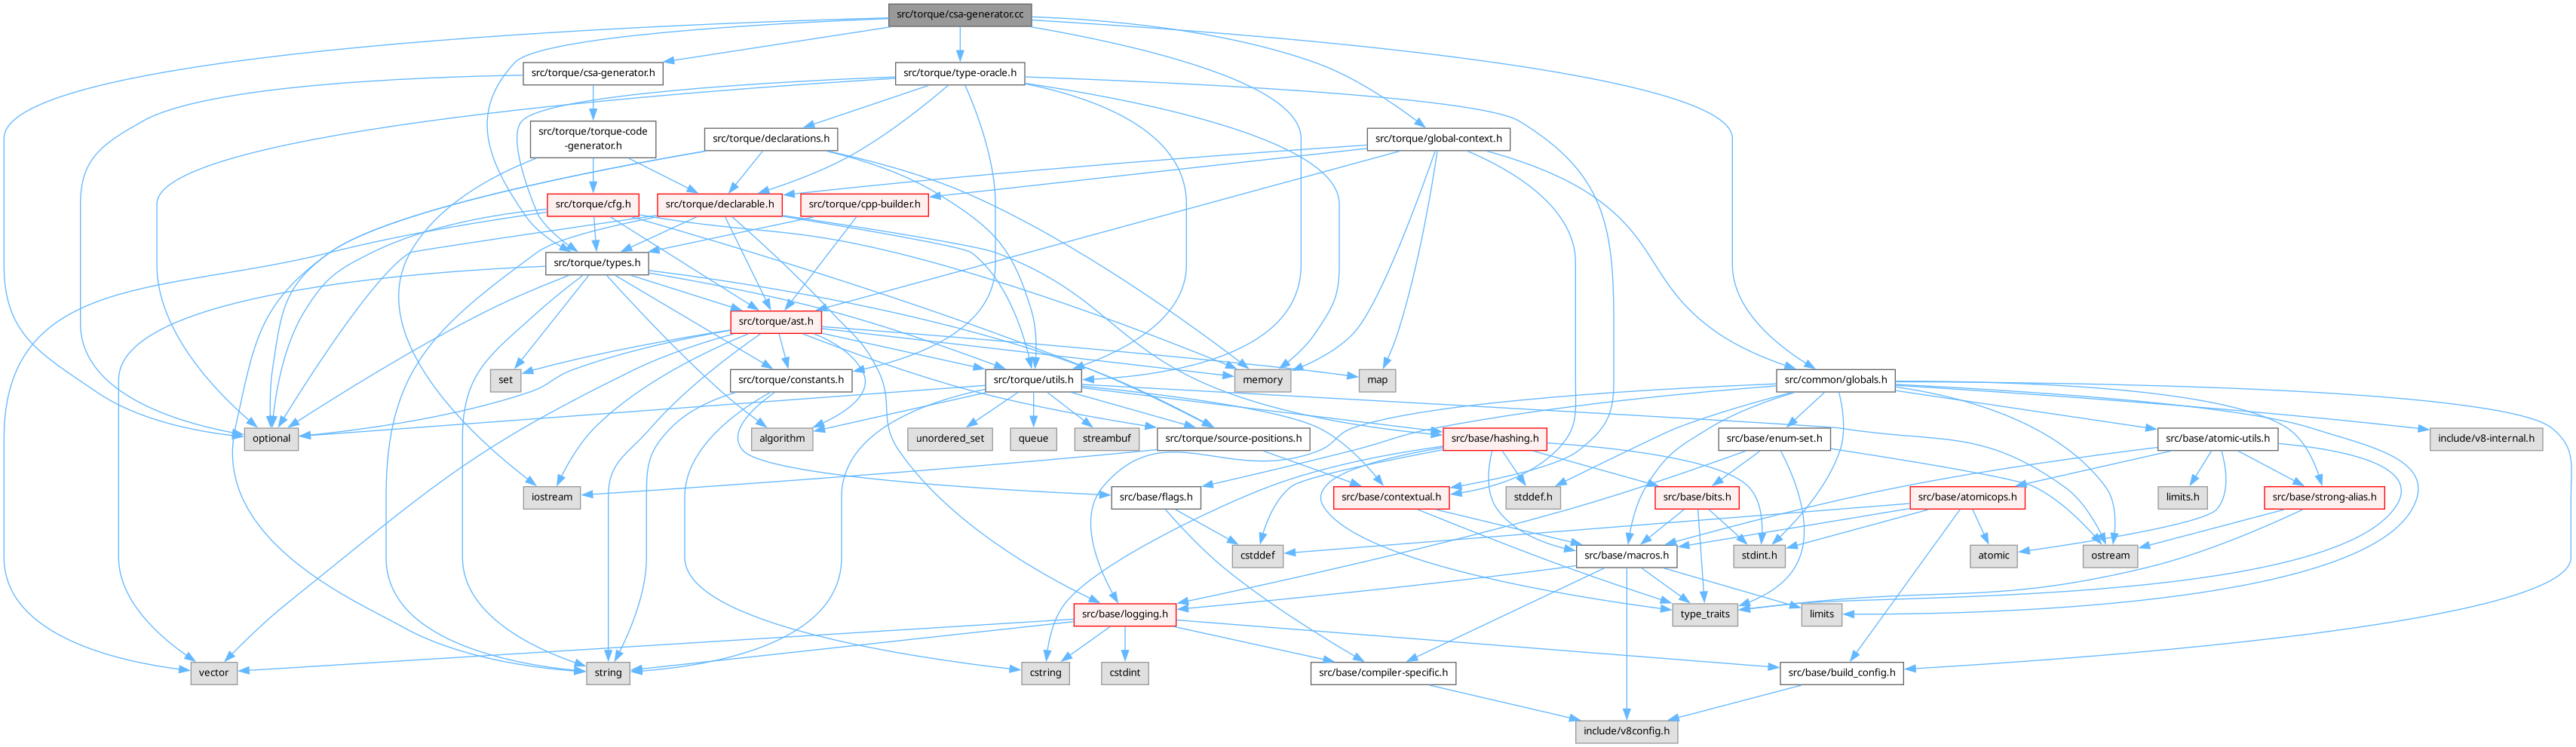 src/torque/csa-generator.cc
src/torque/csa-generator.h
src/torque/type-oracle.h
src/torque/torque-code
-generator.h
src/torque/declarations.h
src/torque/global-context.h
src/torque/cfg.h
src/torque/declarable.h
src/torque/cpp-builder.h
src/torque/types.h
src/torque/ast.h
set
src/torque/constants.h
src/torque/utils.h
memory
map
src/common/globals.h
optional
algorithm
unordered_set
queue
streambuf
src/torque/source-positions.h
src/base/hashing.h
src/base/enum-set.h
src/base/atomic-utils.h
include/v8-internal.h
iostream
src/base/flags.h
src/base/contextual.h
stddef.h
src/base/bits.h
src/base/atomicops.h
limits.h
src/base/strong-alias.h
cstddef
src/base/macros.h
stdint.h
atomic
ostream
src/base/logging.h
type_traits
limits
vector
string
cstring
cstdint
src/base/compiler-specific.h
src/base/build_config.h
include/v8config.h